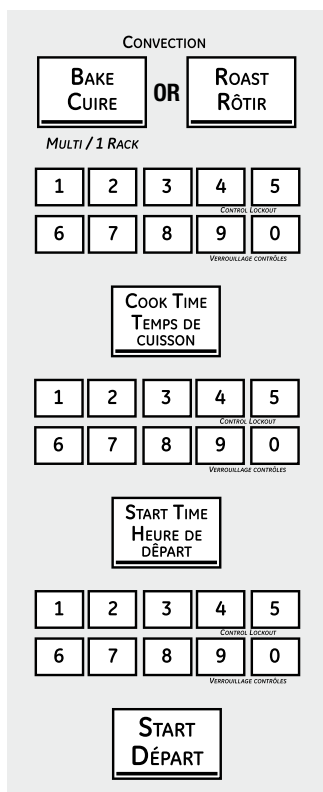 CONVECTION
BAKE OR ROAST
CUIRE RÔTIR
MULTI / 1 RACK
1 2 3 4 5
CONTROL LOCKOUT
6 7 8 9 0
VERROUILLAGE CONTRÔLES
COOK TIME
TEMPS DE
CUISSON
1 2 3 4 5
CONTROL LOCKOUT
6 7 8 9 0
VERROUILLAGE CONTRÔLES
START TIME
HEURE DE
DÊPART
1 2 3 4 5
CONTROL LOCKOUT
6 7 8 9 0
VERROUILLAGE CONTRÔLES
START
DÉPART